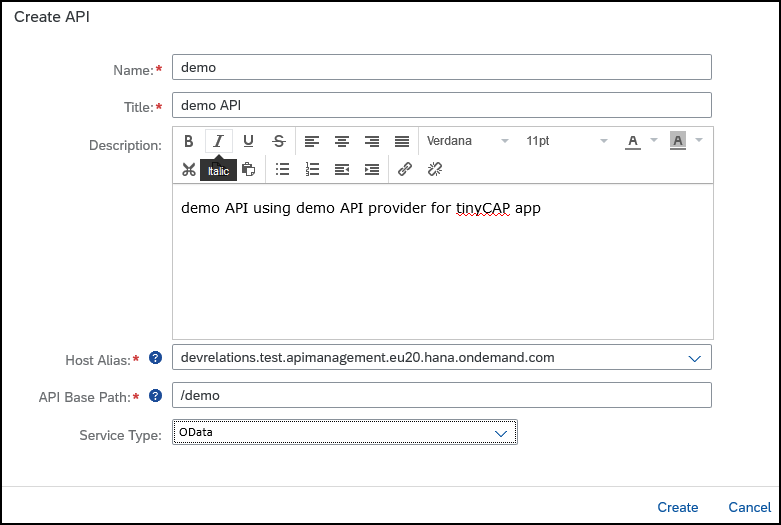 Create API
Name:* demo
Title:* demo API
Description: B I U S Verdana 11pt A A
Italic
demo API using demo API provider for tinyCAP app
Host Alias:* ? devrelations.test.apimanagement.eu20.hana.ondemand.com
API Base Path:* ? /demo
Service Type: OData
Create Cancel